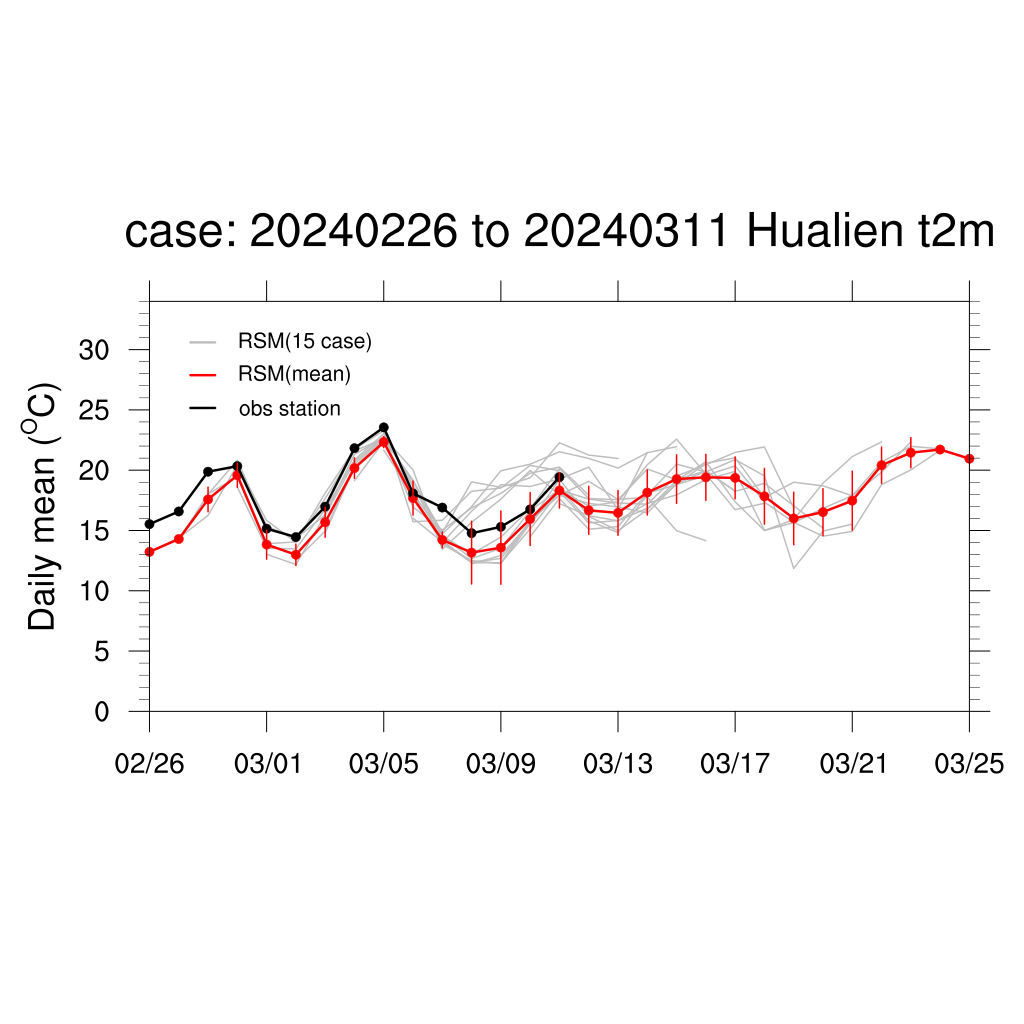 case: 20240226 to 20240311 Hualien t2m
RSM(15 case)
RSM(mean)
obs station
Daily mean (°C)
30
25
20
15
10
5
0
02/26 03/01 03/05 03/09 03/13 03/17 03/21 03/25